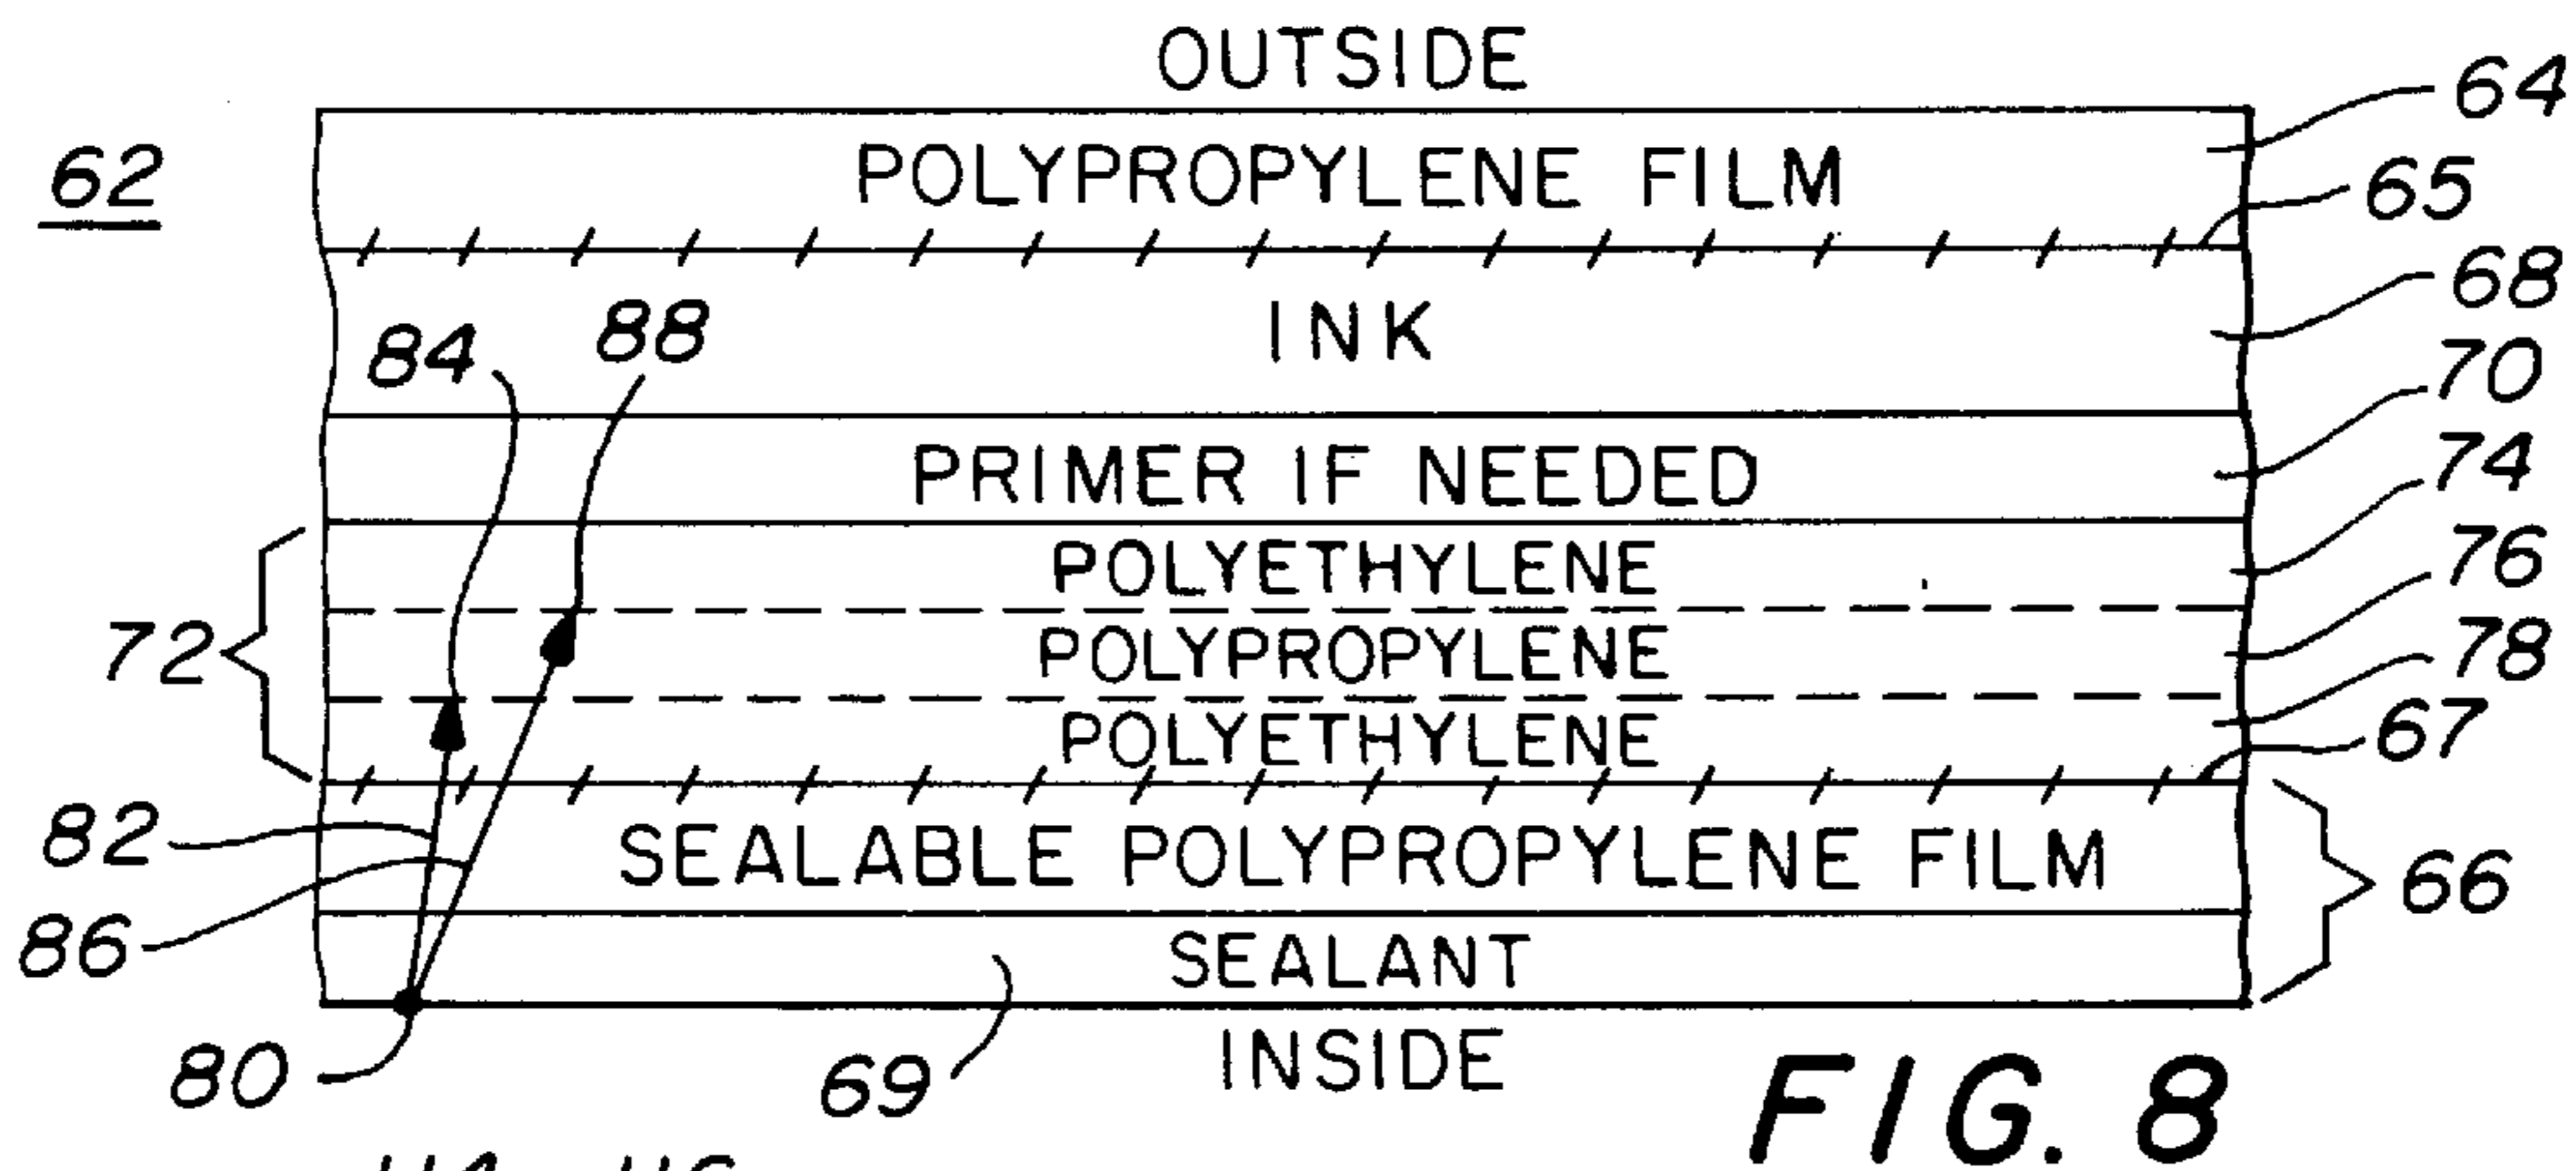 OUTSIDE
64
62
POLYPROPYLENE FILM
65
68
84
88
INK
70
PRIMER IF NEEDED
74
POLYETHYLENE
76
72
POLYPROPYLENE
78
POLYETHYLENE
67
82
SEALABLE POLYPROPYLENE FILM
66
86
SEALANT
80
69
INSIDE
FIG. 8